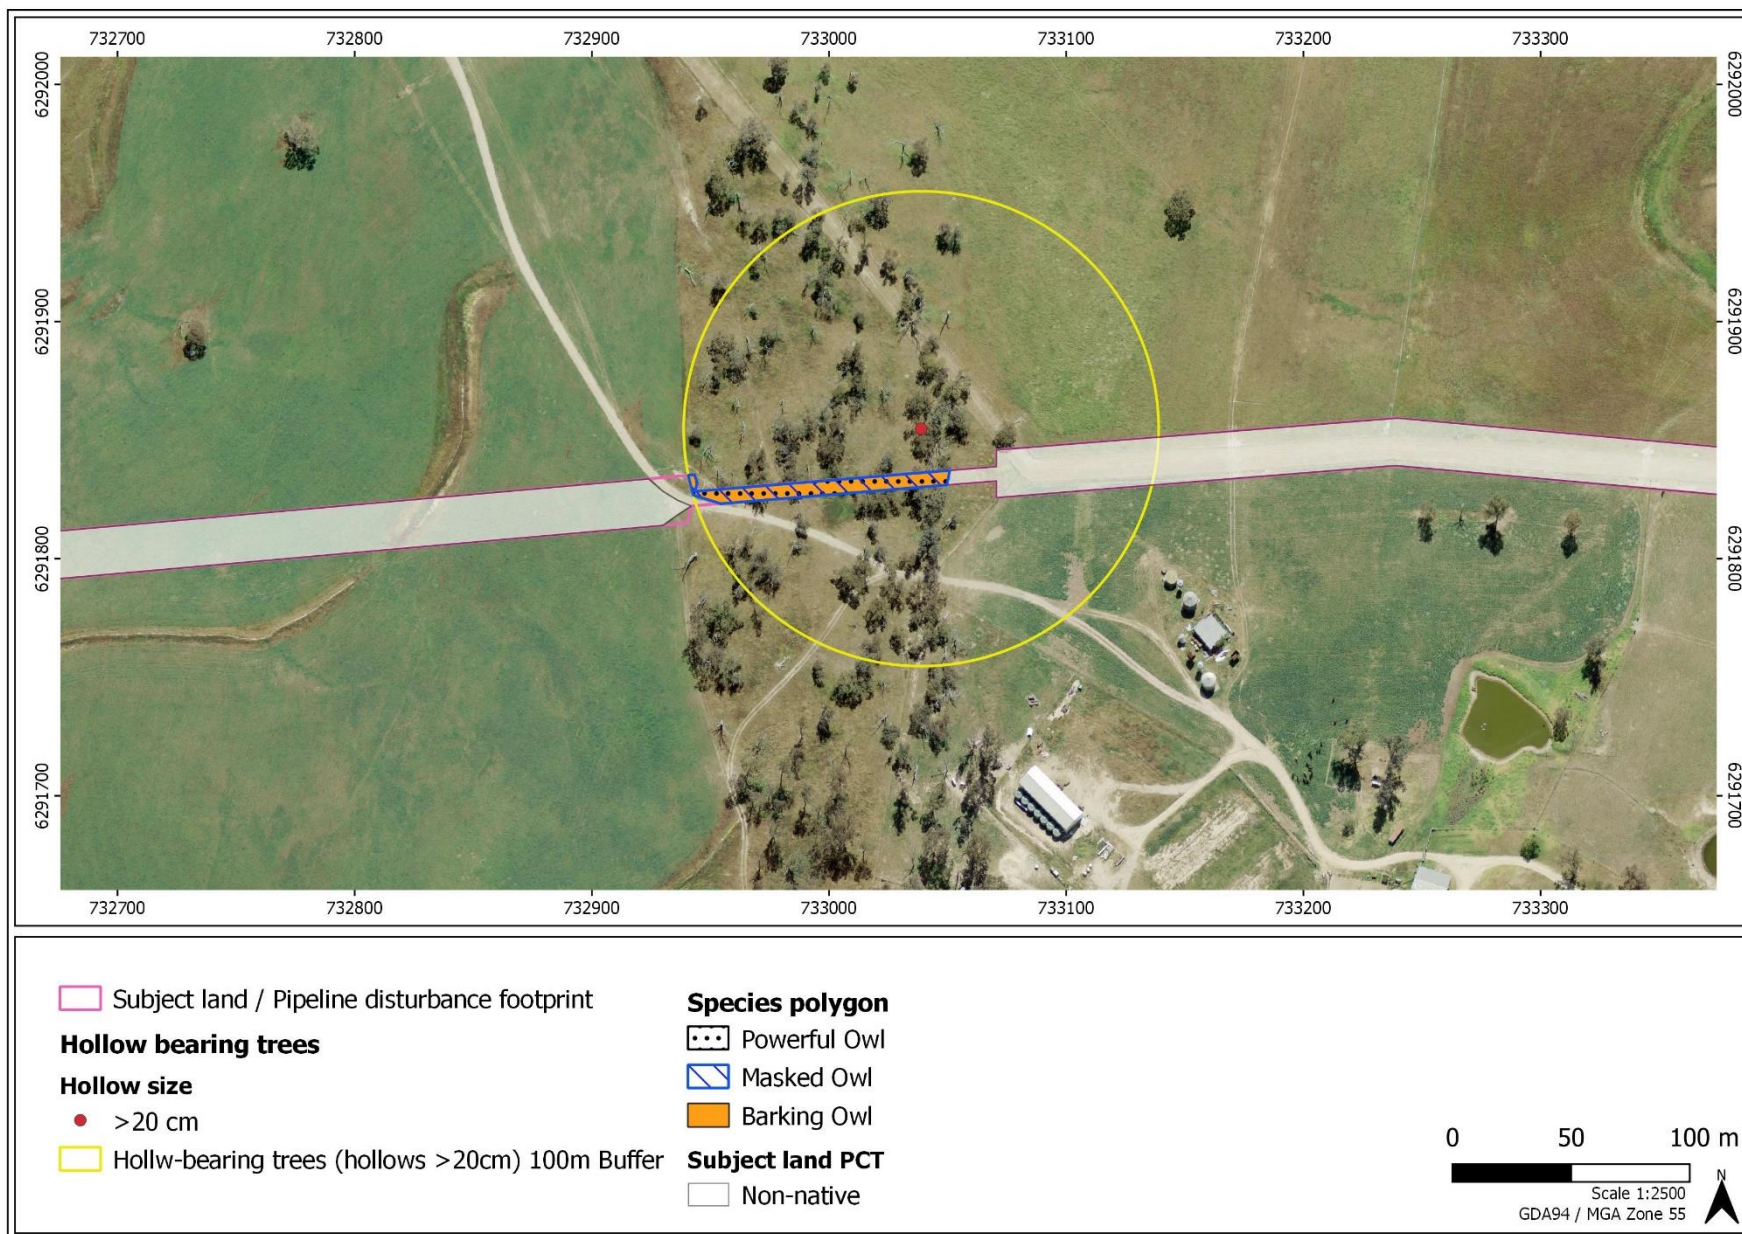 732700 732800 732900 733000 733100 733200 733300
6292000 6292000
6291900 6291900
6291800 6291800
6291700 6291700
732700 732800 732900 733000 733100 733200 733300
Subject land / Pipeline disturbance footprint
Hollow bearing trees
Hollow size
>20 cm
Hollw-bearing trees (hollows >20cm) 100m Buffer
Species polygon
Powerful Owl
Masked Owl
Barking Owl
Subject land PCT
Non-native
0 50 100 m
N
Scale 1:2500
GDA94 / MGA Zone 55